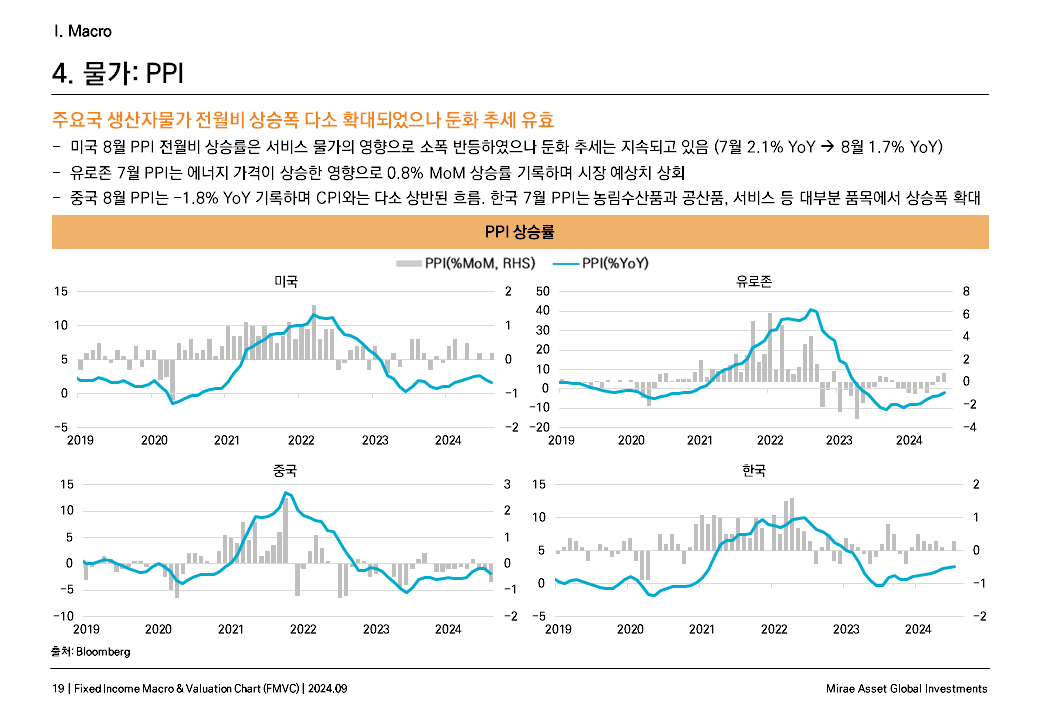 I. Macro
4. 물가: PPI
주요국 생산자물가 전월비 상승폭 다소 확대되었으나 둔화 추세 유효
- 미국 8월 PPI 전월비 상승률은 서비스 물가의 영향으로 소폭 반등하였으나 둔화 추세는 지속되고 있음 (7월 2.1% YoY → 8월 1.7% YoY)
- 유로존 7월 PPI는 에너지 가격이 상승한 영향으로 0.8% MoM 상승률 기록하며 시장 예상치 상회
- 중국 8월 PPI는 -1.8% YoY 기록하며 CPI와는 다소 상반된 흐름. 한국 7월 PPI는 농림수산품과 공산품, 서비스 등 대부분 품목에서 상승폭 확대
PPI 상승률
PPI(%MoM, RHS) PPI(%YoY)
미국
15
10
5
0
-5
2
1
0
-1
-2
2019 2020 2021 2022 2023 2024
유로존
50
40
30
20
10
0
-10
-20
8
6
4
2
0
-2
-4
2019 2020 2021 2022 2023 2024
중국
15
10
5
0
-5
-10
3
2
1
0
-1
-2
2019 2020 2021 2022 2023 2024
한국
15
10
5
0
-5
2
1
0
-1
-2
2019 2020 2021 2022 2023 2024
출처: Bloomberg
19 | Fixed Income Macro & Valuation Chart (FMVC) | 2024.09
Mirae Asset Global Investments